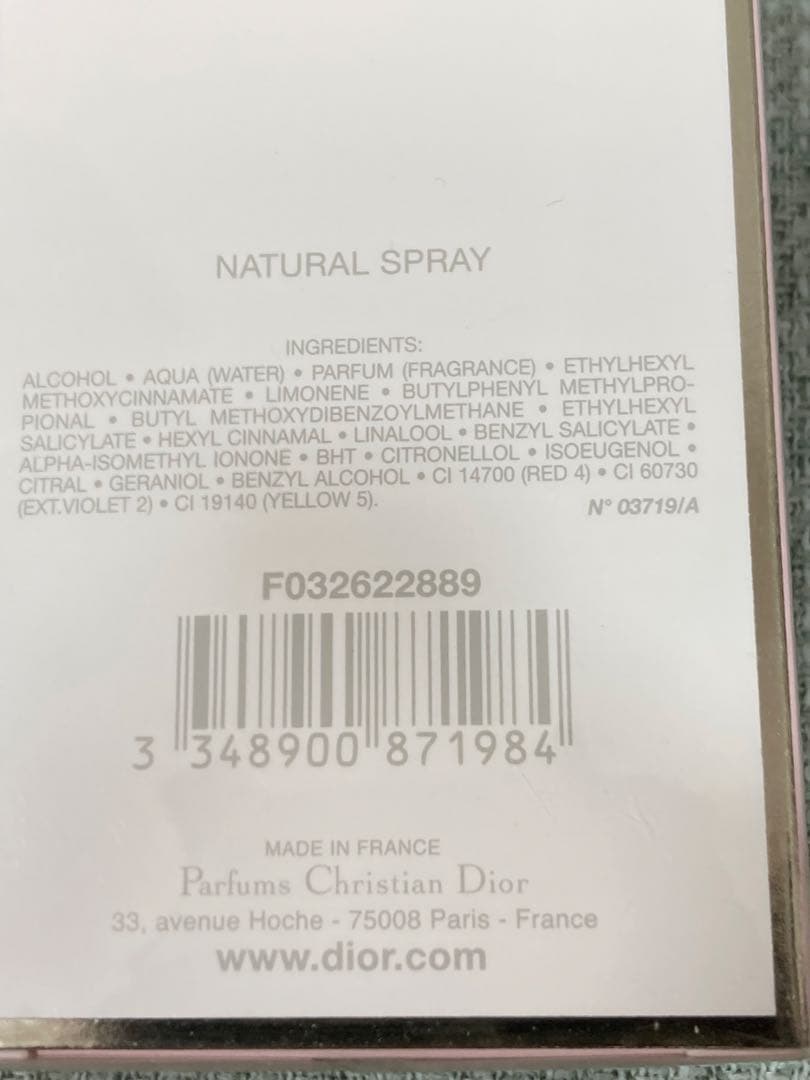 NATURAL SPRAY
INGREDIENTS:
ALCOHOL • AQUA (WATER) • PARFUM (FRAGRANCE) • ETHYLHEXYL
METHOXYCINNAMATE • LIMONENE • BUTYLPHENYL METHYLPRO-
PIONAL • BUTYL METHOXYDIBENZOYLMETHANE • ETHYLHEXYL
SALICYLATE • HEXYL CINNAMAL • LINALOOL • BENZYL SALICYLATE •
ALPHA-ISOMETHYL IONONE • BHT • CITRONELLOL • ISOEUGENOL •
CITRAL • GERANIOL • BENZYL ALCOHOL • CI 14700 (RED 4) • CI 60730
(EXT.VIOLET 2) • CI 19140 (YELLOW 5).
N° 03719/A
F032622889
3 348900 871984
MADE IN FRANCE
Parfums Christian Dior
33, avenue Hoche - 75008 Paris - France
www.dior.com